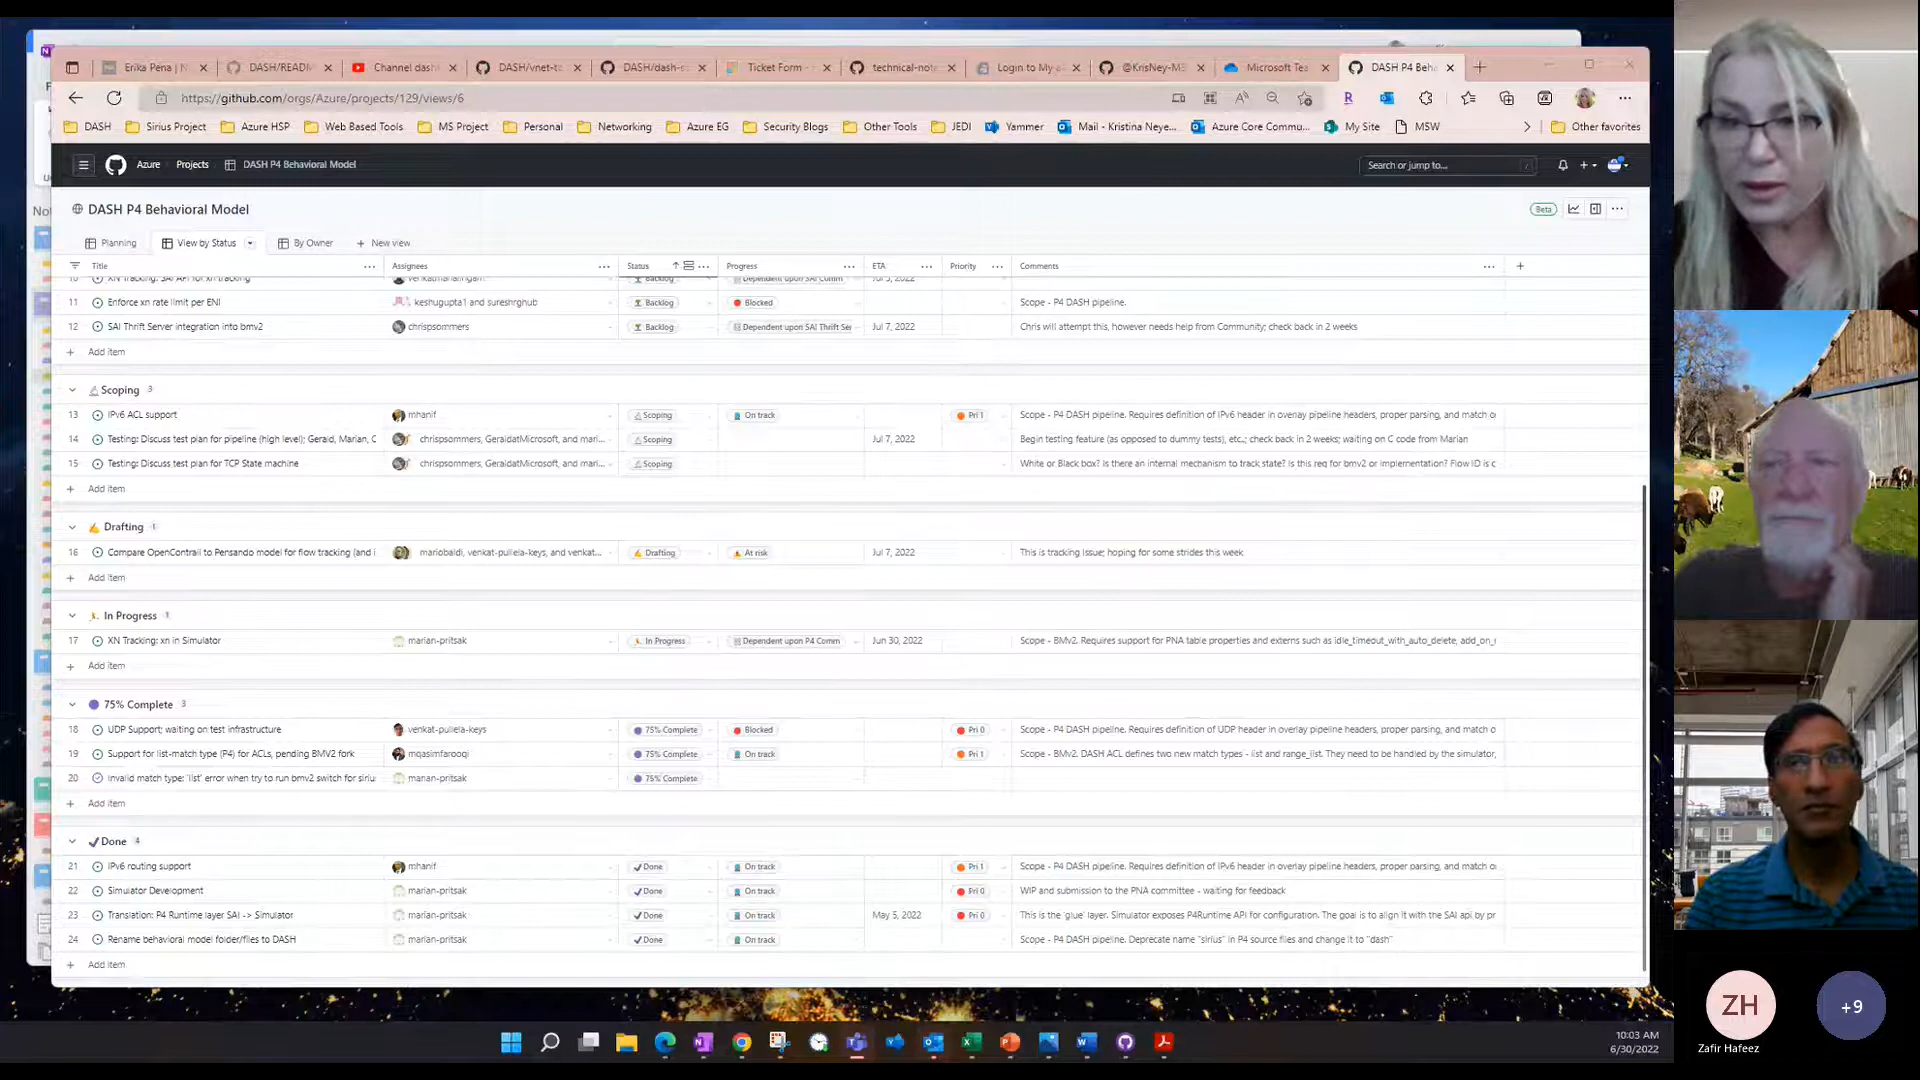 Erika Pena | N
DASH/READM
Channel dash
DASH/vnet-to
DASH/dash-o
Ticket Form -
technical-note
Login to My a
@KrisNey-MS
Microsoft Tea
DASH P4 Beha
https://github.com/orgs/Azure/projects/129/views/6
DASH
Sirius Project
Azure HSP
Web Based Tools
MS Project
Personal
Networking
Azure EG
Security Blogs
Other Tools
JEDI
Yammer
Mail - Kristina Neye...
Azure Core Commu...
My Site
MSW
Other favorites
Azure
Projects
DASH P4 Behavioral Model
Search or jump to...
/
DASH P4 Behavioral Model
Beta
Planning
View by Status
By Owner
New view
Title
Assignees
Status
Progress
ETA
Priority
Comments
10 XN Tracking: SAI API for xn tracking Backlog Dependent upon SAI Comm Jul 5, 2022
11 Enforce xn rate limit per ENI keshugupta1 and sureshrghub Backlog Blocked Scope - P4 DASH pipeline.
12 SAI Thrift Server integration into bmv2 chrispsommers Backlog Dependent upon SAI Thrift Ser Jul 7, 2022 Chris will attempt this, however needs help from Community; check back in 2 weeks
Add item
Scoping 3
13 IPv6 ACL support mhanif Scoping On track Pri 1 Scope - P4 DASH pipeline. Requires definition of IPv6 header in overlay pipeline headers, proper parsing, and match o
14 Testing: Discuss test plan for pipeline (high level); Gerald, Marian, C chrispsommers, GeraldatMicrosoft, and mari... Scoping Jul 7, 2022 Begin testing feature (as opposed to dummy tests), etc..; check back in 2 weeks; waiting on C code from Marian
15 Testing: Discuss test plan for TCP State machine chrispsommers, GeraldatMicrosoft, and mari... Scoping White or Black box? Is there an internal mechanism to track state? Is this req for bmv2 or implementation? Flow ID is c
Add item
Drafting 1
16 Compare OpenContrail to Pensando model for flow tracking (and i mariobaldi, venkat-pullela-keys, and venkat... Drafting At risk Jul 7, 2022 This is tracking Issue; hoping for some strides this week
Add item
In Progress 1
17 XN Tracking: xn in Simulator marian-pritsak In Progress Dependent upon P4 Comm Jun 30, 2022 Scope - BMv2. Requires support for PNA table properties and externs such as idle_timeout_with_auto_delete, add_on_
Add item
75% Complete 3
18 UDP Support; waiting on test infrastructure venkat-pullela-keys 75% Complete Blocked Pri 0 Scope - P4 DASH pipeline. Requires definition of UDP header in overlay pipeline headers, proper parsing, and match o
19 Support for list-match type (P4) for ACLs, pending BMV2 fork mqasimfarooqi 75% Complete On track Pri 1 Scope - BMv2. DASH ACL defines two new match types - list and range_list. They need to be handled by the simulator,
20 Invalid match type: 'list' error when try to run bmv2 switch for siriu marian-pritsak 75% Complete
Add item
Done 4
21 IPv6 routing support mhanif Done On track Pri 1 Scope - P4 DASH pipeline. Requires definition of IPv6 header in overlay pipeline headers, proper parsing, and match o
22 Simulator Development marian-pritsak Done On track Pri 0 WIP and submission to the PNA committee - waiting for feedback
23 Translation: P4 Runtime layer SAI -> Simulator marian-pritsak Done On track May 5, 2022 Pri 0 This is the 'glue' layer. Simulator exposes P4Runtime API for configuration. The goal is to align it with the SAI api by pr
24 Rename behavioral model folder/files to DASH marian-pritsak Done On track Scope - P4 DASH pipeline. Deprecate name "sirius" in P4 source files and change it to "dash"
Add item
10:03 AM
6/30/2022
ZH
Zafir Hafeez
+9